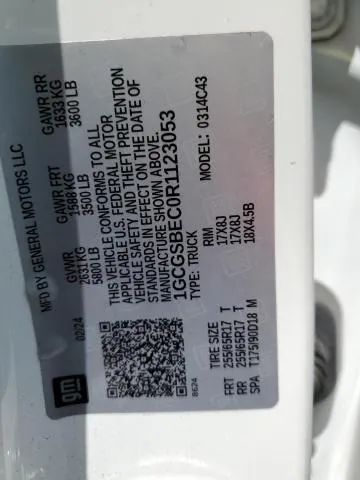 gm
MFD BY GENERAL MOTORS LLC
02/24 GVWR GAWR FRT GAWR RR
2631 KG 1588 KG 1633 KG
5800 LB 3500 LB 3600 LB
THIS VEHICLE CONFORMS TO ALL
APPLICABLE U.S. FEDERAL MOTOR
VEHICLE SAFETY AND THEFT PREVENTION
STANDARDS IN EFFECT ON THE DATE OF
MANUFACTURE SHOWN ABOVE.
1GCGSBEC0R1123053
TYPE: TRUCK MODEL: 0314C43
8624
TIRE SIZE RIM
FRT 255/65R17 T 17X8J
RR 255/65R17 T 17X8J
SPA T175/90D18 M 18X4.5B